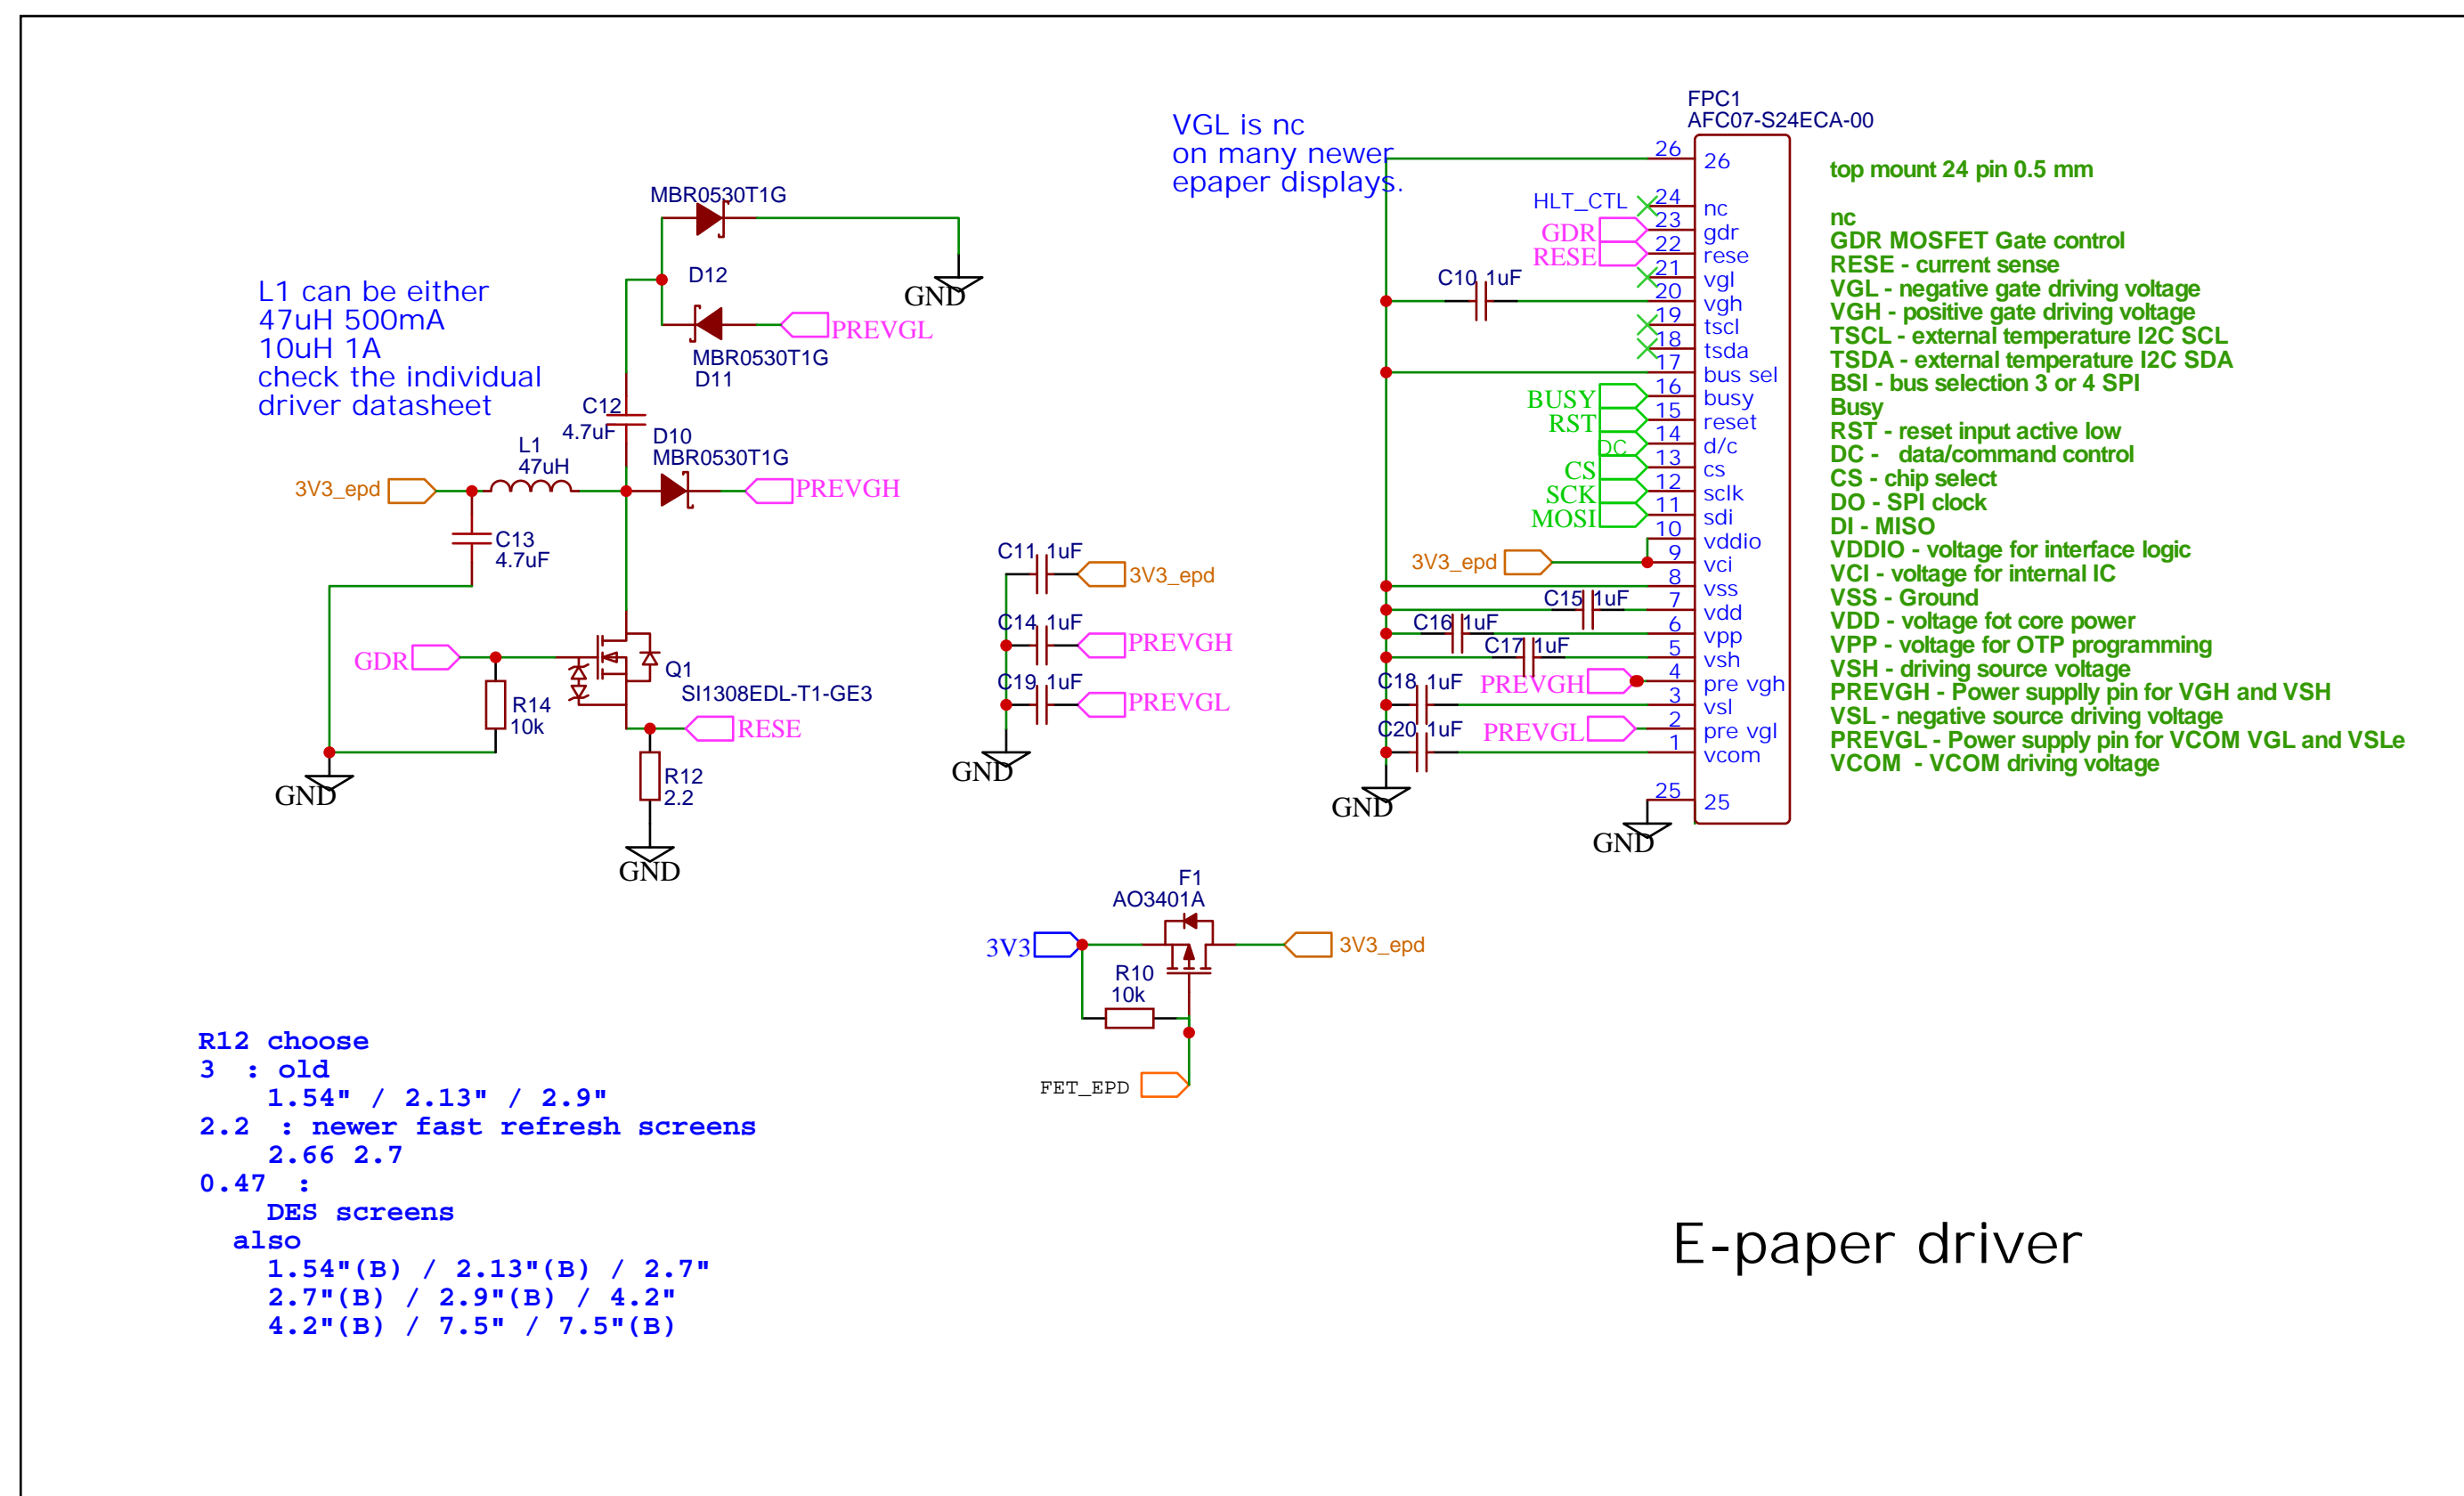 L1 can be either
47uH 500mA
10uH 1A
check the individual
driver datasheet
MBR0530T1G
D12
GND
PREVGL
MBR0530T1G
D11
C12
4.7uF
D10
MBR0530T1G
L1
47uH
3V3_epd
PREVGH
C13
4.7uF
GDR
Q1
SI1308EDL-T1-GE3
R14
10k
RESE
R12
2.2
GND
GND
C11 1uF
3V3_epd
C14 1uF
PREVGH
C19 1uF
PREVGL
GND
VGL is nc
on many newer
epaper displays.
FPC1
AFC07-S24ECA-00
26 26
HLT_CTL 24 nc
GDR 23 gdr
RESE 22 rese
21 vgl
C10 1uF 20 vgh
19 tscl
18 tsda
17 bus sel
BUSY 16 busy
RST 15 reset
DC 14 d/c
CS 13 cs
SCK 12 sclk
MOSI 11 sdi
10 vddio
3V3_epd 9 vci
8 vss
C15 1uF 7 vdd
C16 1uF 6 vpp
C17 1uF 5 vsh
PREVGH 4 pre vgh
C18 1uF 3 vsl
PREVGL 2 pre vgl
C20 1uF 1 vcom
25 25
GND
GND
top mount 24 pin 0.5 mm
nc
GDR MOSFET Gate control
RESE - current sense
VGL - negative gate driving voltage
VGH - positive gate driving voltage
TSCL - external temperature I2C SCL
TSDA - external temperature I2C SDA
BSI - bus selection 3 or 4 SPI
Busy
RST - reset input active low
DC - data/command control
CS - chip select
DO - SPI clock
DI - MISO
VDDIO - voltage for interface logic
VCI - voltage for internal IC
VSS - Ground
VDD - voltage fot core power
VPP - voltage for OTP programming
VSH - driving source voltage
PREVGH - Power supplly pin for VGH and VSH
VSL - negative source driving voltage
PREVGL - Power supply pin for VCOM VGL and VSLe
VCOM - VCOM driving voltage
F1
AO3401A
3V3
3V3_epd
R10
10k
FET_EPD
R12 choose
3 : old
1.54" / 2.13" / 2.9"
2.2 : newer fast refresh screens
2.66 2.7
0.47 :
DES screens
also
1.54"(B) / 2.13"(B) / 2.7"
2.7"(B) / 2.9"(B) / 4.2"
4.2"(B) / 7.5" / 7.5"(B)
E-paper driver